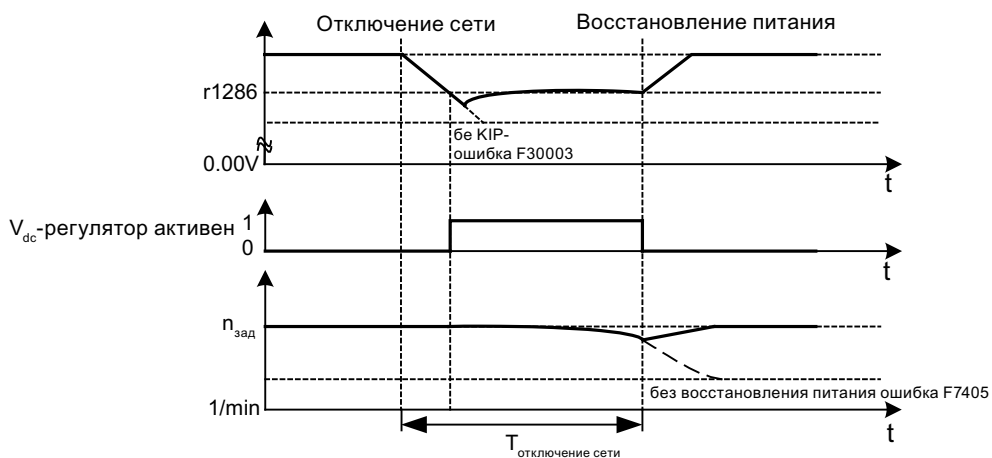 Отключение сети
Восстановление питания
r1286
бе KIP-
ошибка F30003
0.00V
t
Vdc-регулятор активен
1
0
t
nзад
без восстановления питания ошибка F7405
1/min
t
Tотключение сети